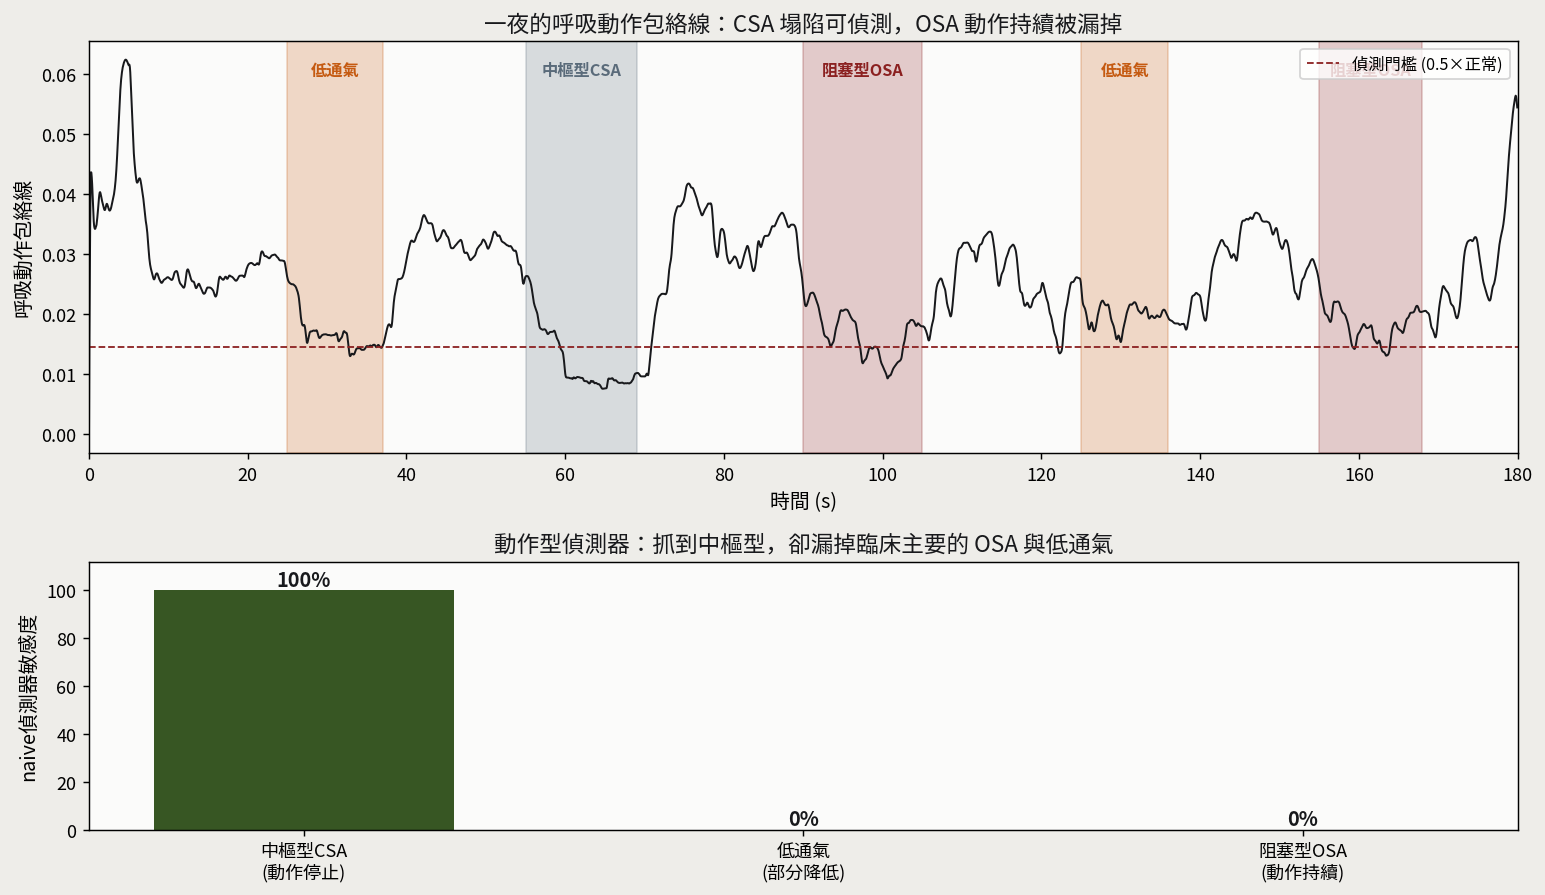 一夜的呼吸動作包絡線：CSA 塌陷可偵測，OSA 動作持續被漏掉
低通氣
中樞型CSA
阻塞型OSA
低通氣
阻塞型OSA
偵測門檻 (0.5×正常)
呼吸動作包絡線
0.06
0.05
0.04
0.03
0.02
0.01
0.00
0 20 40 60 80 100 120 140 160 180
時間 (s)
動作型偵測器：抓到中樞型，卻漏掉臨床主要的 OSA 與低通氣
naive偵測器敏感度
100
80
60
40
20
0
100%
0%
0%
中樞型CSA
(動作停止)
低通氣
(部分降低)
阻塞型OSA
(動作持續)